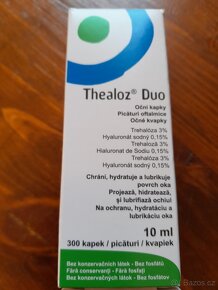 Thealoz® Duo
Oční kapky
Picături oftalmice
Očné kvapky
Trehalóza 3%
Hyaluronát sodný 0,15%
Trehaloză 3%
Hialuronat de Sodiu 0,15%
Trehalóza 3%
Hyaluronát sodný 0,15%
Chrání, hydratuje a lubrikuje
povrch oka
Projează, hidratează,
și lubrifiază ochiul
Na ochranu, hydratáciu a
lubrikáciu oka
10 ml
300 kapek / picături / kvapiek
Bez konzervačních látek - Bez fosfátů
Fără conservanți - Fără fosfați
Bez konzervačných látok - Bez fosfátov